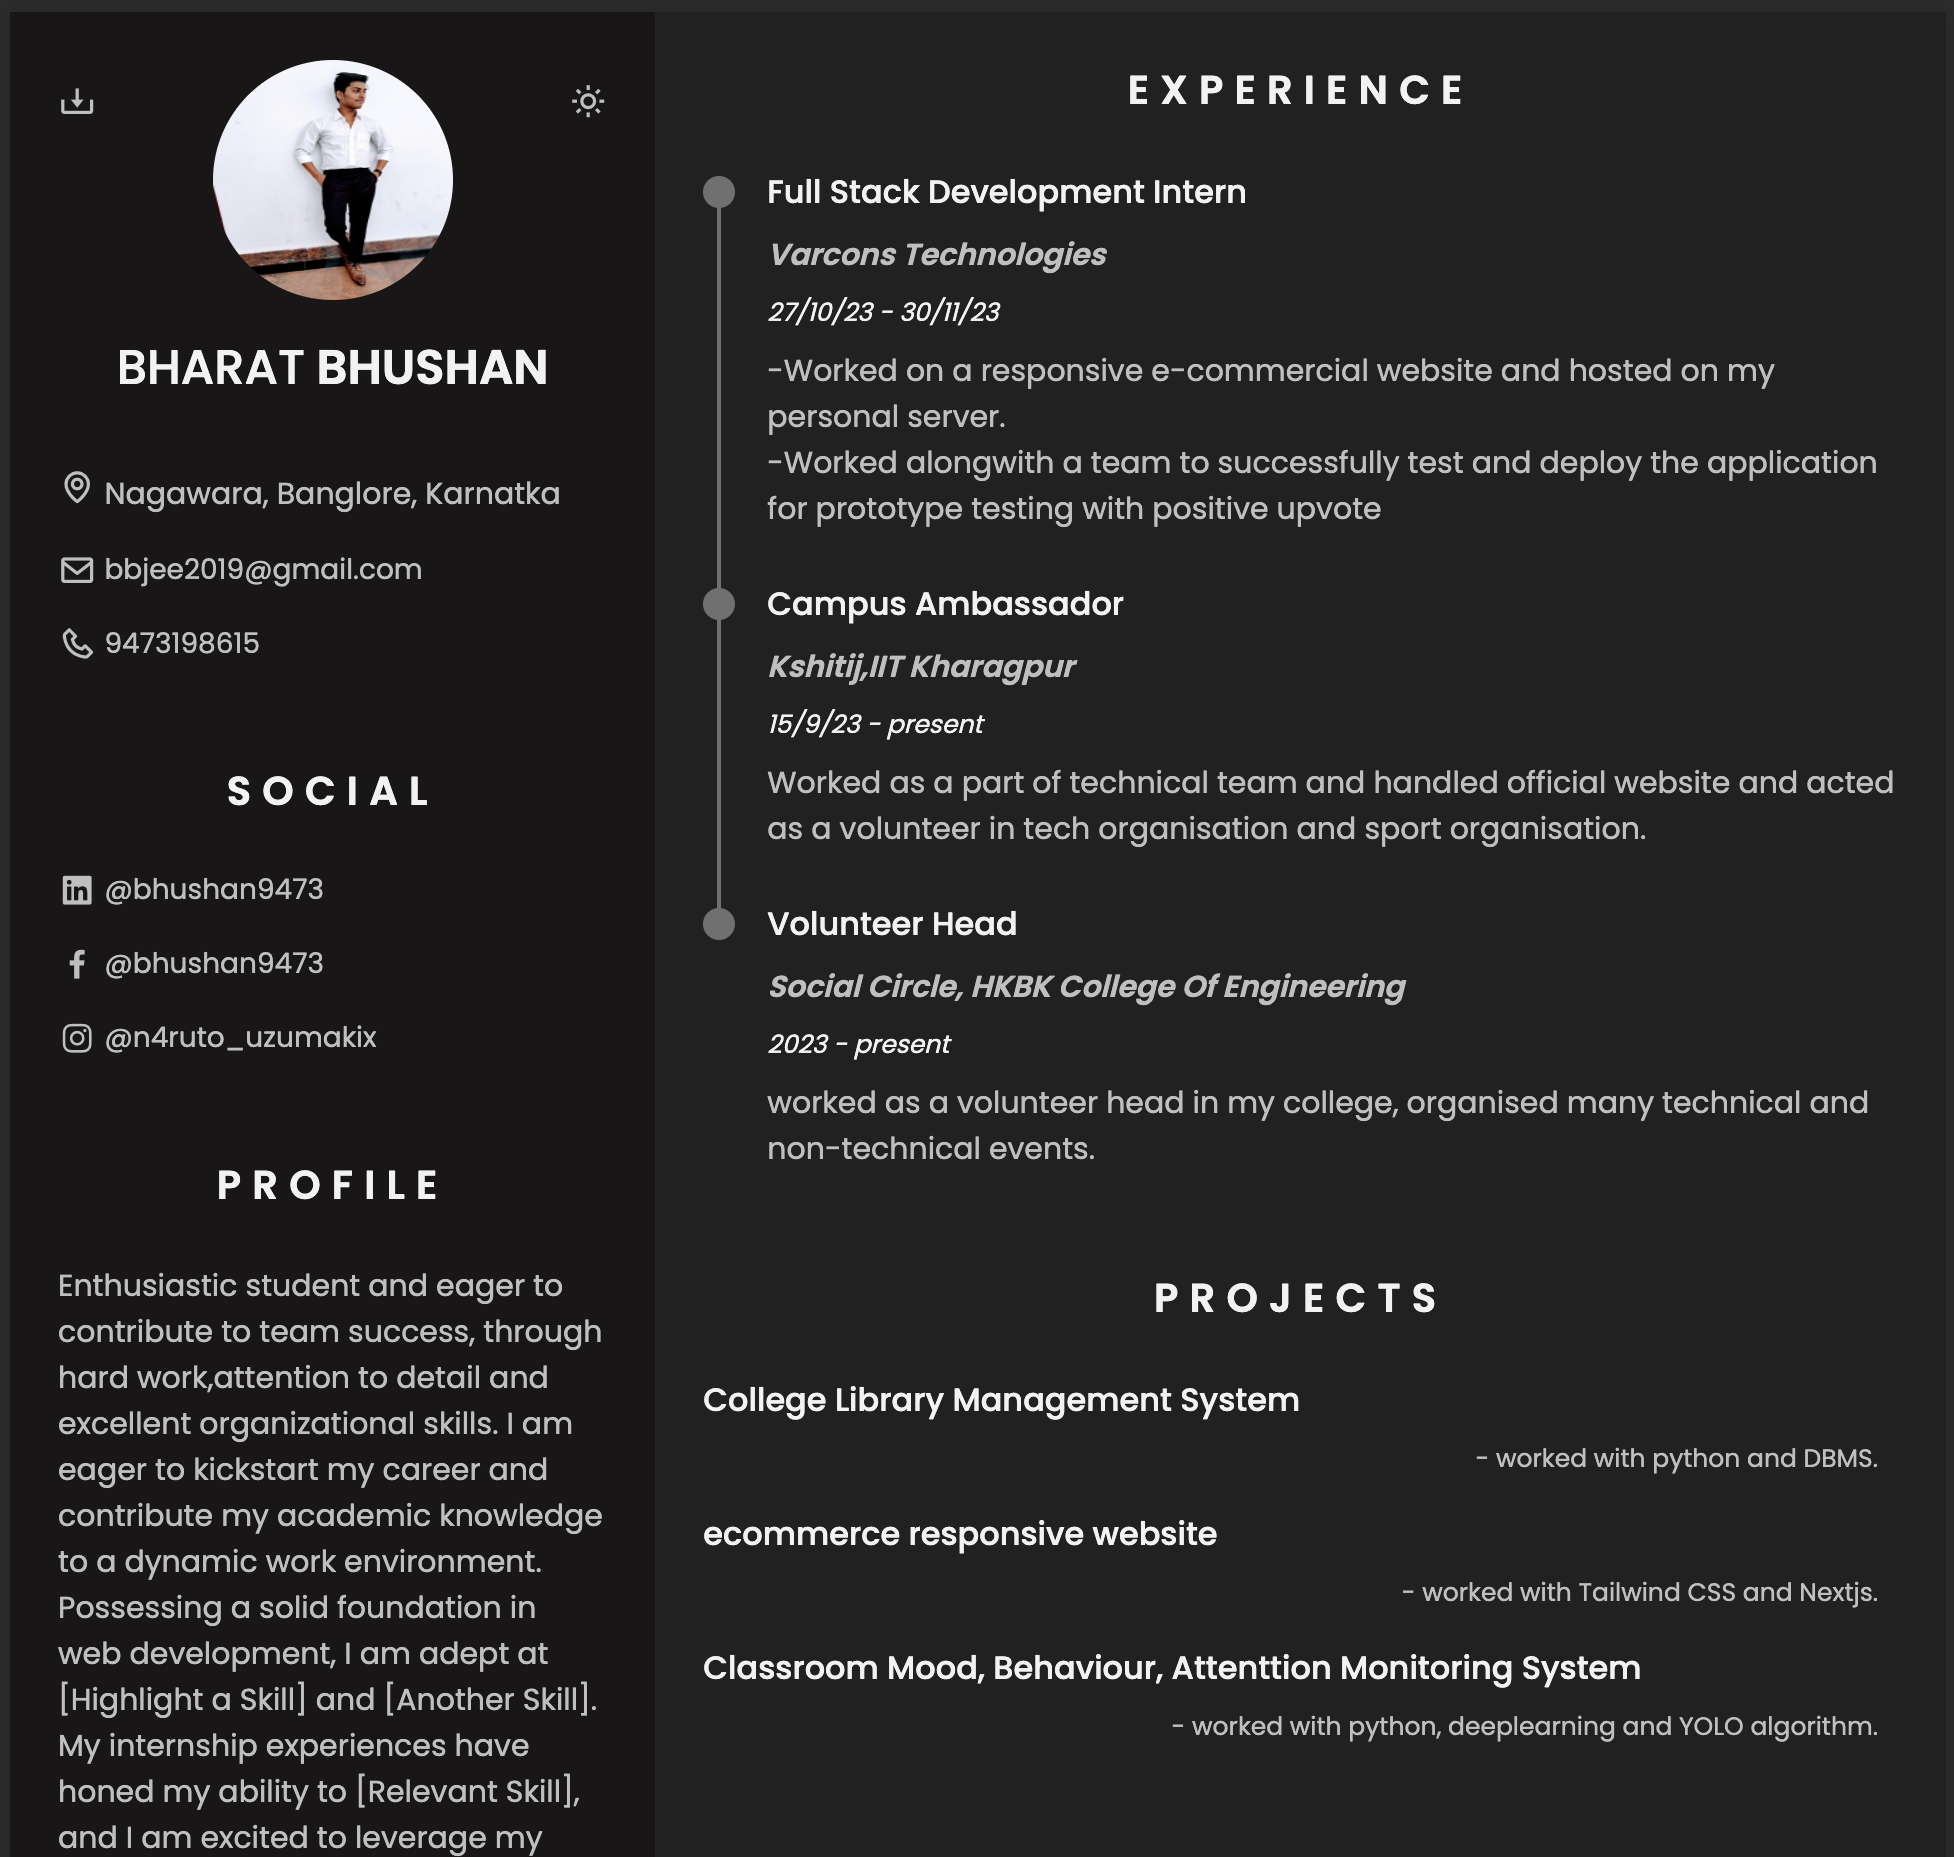 BHARAT BHUSHAN
Nagawara, Banglore, Karnatka
bbjee2019@gmail.com
9473198615
SOCIAL
@bhushan9473
@bhushan9473
@n4ruto_uzumakix
PROFILE
Enthusiastic student and eager to
contribute to team success, through
hard work,attention to detail and
excellent organizational skills. I am
eager to kickstart my career and
contribute my academic knowledge
to a dynamic work environment.
Possessing a solid foundation in
web development, I am adept at
[Highlight a Skill] and [Another Skill].
My internship experiences have
honed my ability to [Relevant Skill],
and I am excited to leverage my
EXPERIENCE
Full Stack Development Intern
Varcons Technologies
27/10/23 - 30/11/23
-Worked on a responsive e-commercial website and hosted on my
personal server.
-Worked alongwith a team to successfully test and deploy the application
for prototype testing with positive upvote
Campus Ambassador
Kshitij,IIT Kharagpur
15/9/23 - present
Worked as a part of technical team and handled official website and acted
as a volunteer in tech organisation and sport organisation.
Volunteer Head
Social Circle, HKBK College Of Engineering
2023 - present
worked as a volunteer head in my college, organised many technical and
non-technical events.
PROJECTS
College Library Management System
- worked with python and DBMS.
ecommerce responsive website
- worked with Tailwind CSS and Nextjs.
Classroom Mood, Behaviour, Attenttion Monitoring System
- worked with python, deeplearning and YOLO algorithm.